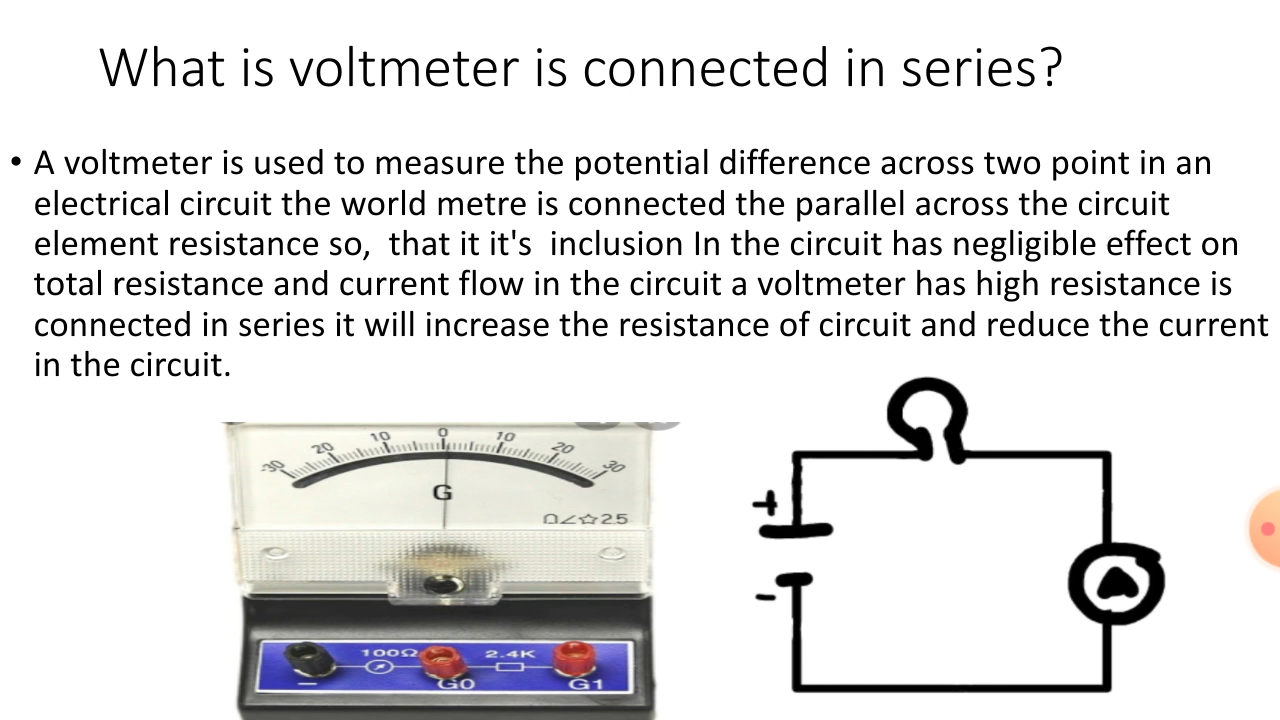 What is voltmeter is connected in series?
• A voltmeter is used to measure the potential difference across two point in an
electrical circuit the world metre is connected the parallel across the circuit
element resistance so,  that it it's  inclusion In the circuit has negligible effect on
total resistance and current flow in the circuit a voltmeter has high resistance is
connected in series it will increase the resistance of circuit and reduce the current
in the circuit.
-30 20 10 0 10 20 30
G
2.5
100Ω 2.4K
− G0 G1
+
-